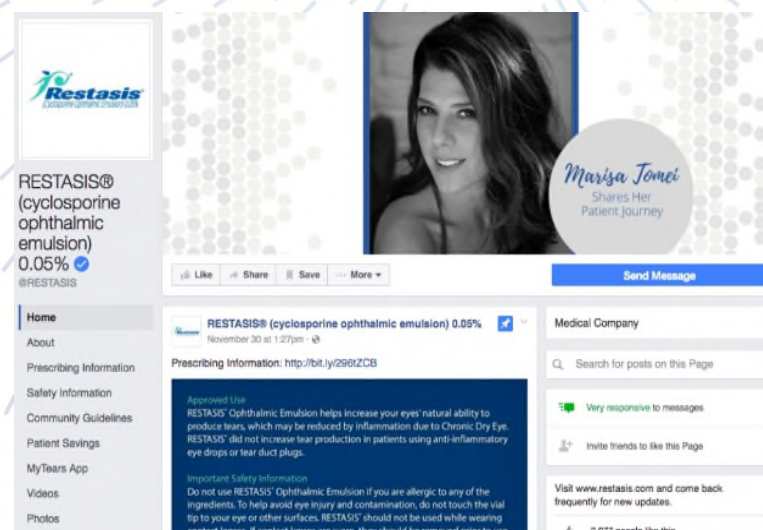 Restasis
RESTASIS®
(cyclosporine
ophthalmic
emulsion)
0.05%
@RESTASIS
Home
About
Prescribing Information
Safety Information
Community Guidelines
Patient Savings
MyTears App
Videos
Photos
Marisa Tomei
Shares Her
Patient Journey
Like Share Save More
Send Message
RESTASIS® (cyclosporine ophthalmic emulsion) 0.05%
November 30 at 1:27pm
Prescribing Information: http://bit.ly/296tZCB
Approved Use
RESTASIS® Ophthalmic Emulsion helps increase your eyes' natural ability to
produce tears, which may be reduced by inflammation due to Chronic Dry Eye.
RESTASIS® did not increase tear production in patients using anti-inflammatory
eye drops or tear duct plugs.
Important Safety Information
Do not use RESTASIS® Ophthalmic Emulsion if you are allergic to any of the
ingredients. To help avoid eye injury and contamination, do not touch the vial
tip to your eye or other surfaces. RESTASIS® should not be used while wearing
Medical Company
Search for posts on this Page
Very responsive to messages
Invite friends to like this Page
Visit www.restasis.com and come back
frequently for new updates.
people like this